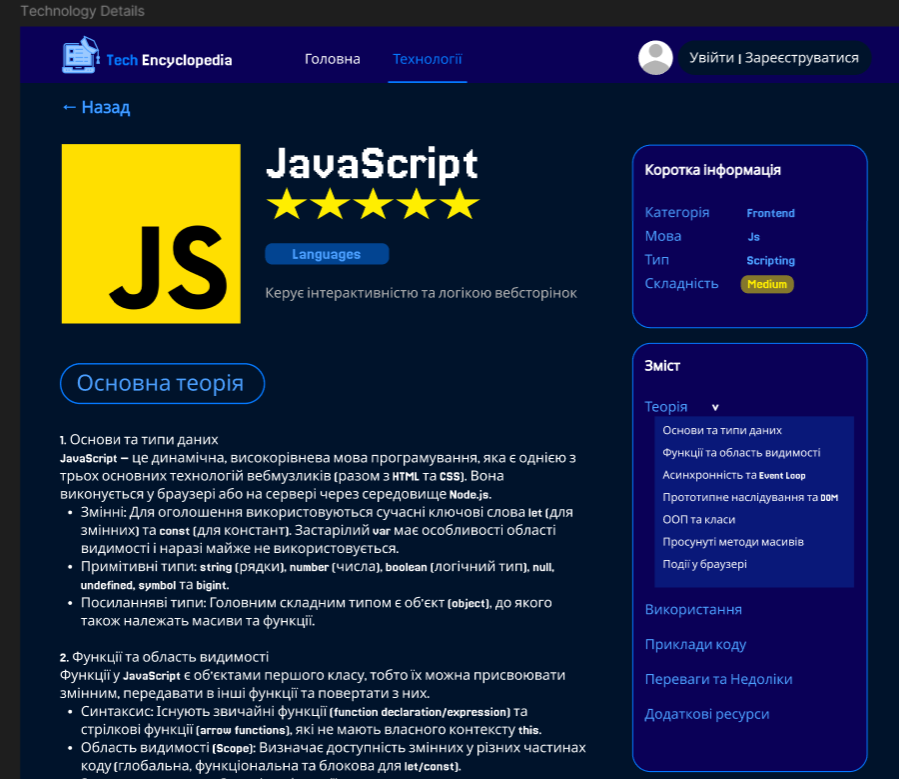 Technology Details
Tech Encyclopedia
Головна
Технології
Увійти | Зареєструватися
← Назад
JS
JavaScript
Languages
Керує інтерактивністю та логікою вебсторінок
Коротка інформація
Категорія Frontend
Мова Js
Тип Scripting
Складність Medium
Основна теорія
1. Основи та типи даних
JavaScript — це динамічна, високорівнева мова програмування, яка є однією з
трьох основних технологій вебмузликів (разом з HTML та CSS). Вона
виконується у браузері або на сервері через середовище Node.js.
• Змінні: Для оголошення використовуються сучасні ключові слова let (для
змінних) та const (для констант). Застарілий var має особливості області
видимості і наразі майже не використовується.
• Примітивні типи: string (рядки), number (числа), boolean (логічний тип), null,
undefined, symbol та bigint.
• Посиланняві типи: Головним складним типом є об'єкт (object), до якого
також належать масиви та функції.
2. Функції та область видимості
Функції у JavaScript є об'єктами першого класу, тобто їх можна присвоювати
змінним, передавати в інші функції та повертати з них.
• Синтаксис: Існують звичайні функції (function declaration/expression) та
стрілкові функції (arrow functions), які не мають власного контексту this.
• Область видимості (Scope): Визначає доступність змінних у різних частинах
коду (глобальна, функціональна та блокова для let/const).
Зміст
Теорія v
Основи та типи даних
Функції та область видимості
Асинхронність та Event Loop
Прототипне наслідування та DOM
ООП та класи
Просунуті методи масивів
Події у браузері
Використання
Приклади коду
Переваги та Недоліки
Додаткові ресурси